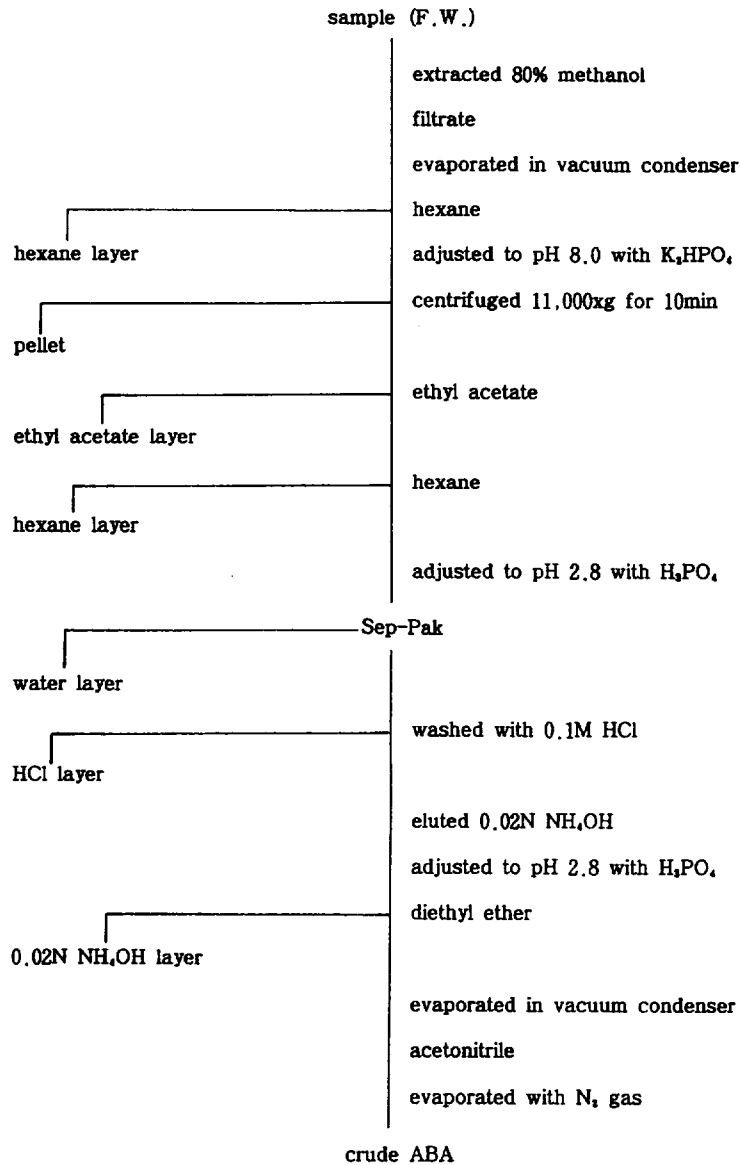 sample (F.W.)
extracted 80% methanol
filtrate
evaporated in vacuum condenser
hexane
hexane layer
adjusted to pH 8.0 with K₂HPO₄
centrifuged 11,000xg for 10min
pellet
ethyl acetate
ethyl acetate layer
hexane
hexane layer
adjusted to pH 2.8 with H₃PO₄
Sep-Pak
water layer
washed with 0.1M HCl
HCl layer
eluted 0.02N NH₄OH
adjusted to pH 2.8 with H₃PO₄
diethyl ether
0.02N NH₄OH layer
evaporated in vacuum condenser
acetonitrile
evaporated with N₂ gas
crude ABA